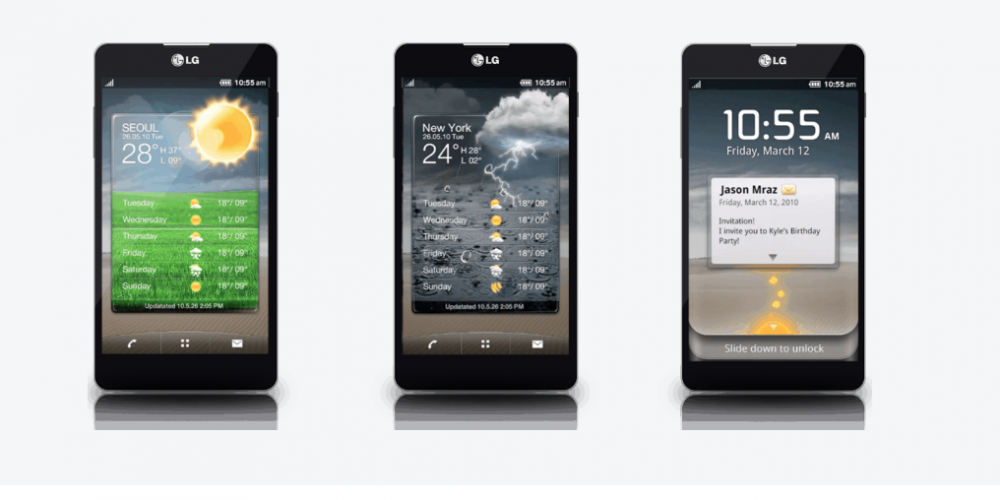 LG
10:55 am
SEOUL
26.05.10 Tue
28° H 37°
L 09°
Tuesday 18°/ 09°
Wednesday 18°/ 09°
Thursday 18°/ 09°
Friday 18°/ 09°
Saturday 18°/ 09°
Sunday 18°/ 09°
Updatated 10.5.26 2:05 PM
LG
10:55 am
New York
26.05.10 Tue
24° H 28°
L 02°
Tuesday 18°/ 09°
Wednesday 18°/ 09°
Thursday 18°/ 09°
Friday 18°/ 09°
Saturday 18°/ 09°
Sunday 18°/ 09°
Updatated 10.5.26 2:05 PM
LG
10:55 am
10:55 AM
Friday, March 12
Jason Mraz
Friday, March 12, 2010
Invitation!
I invite you to Kyle's Birthday
Party!
Slide down to unlock